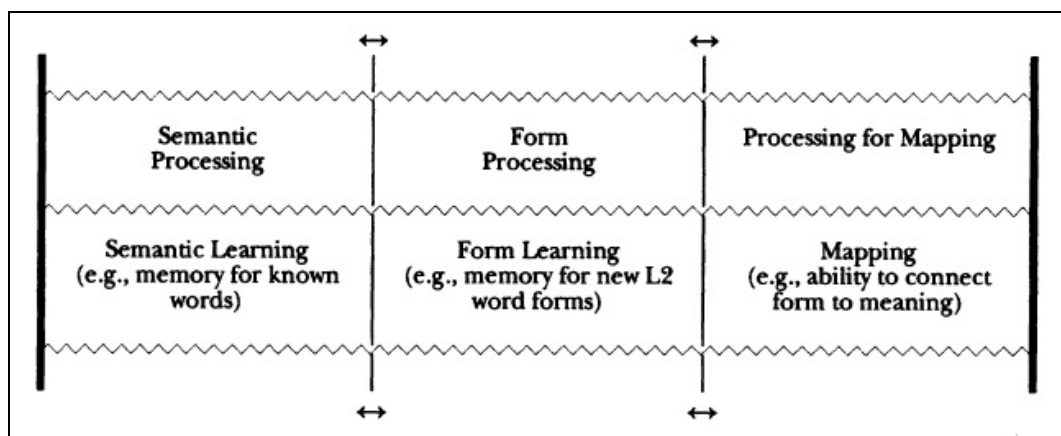 Semantic
Processing
Form
Processing
Processing for Mapping
Semantic Learning
(e.g., memory for known
words)
Form Learning
(e.g., memory for new L2
word forms)
Mapping
(e.g., ability to connect
form to meaning)